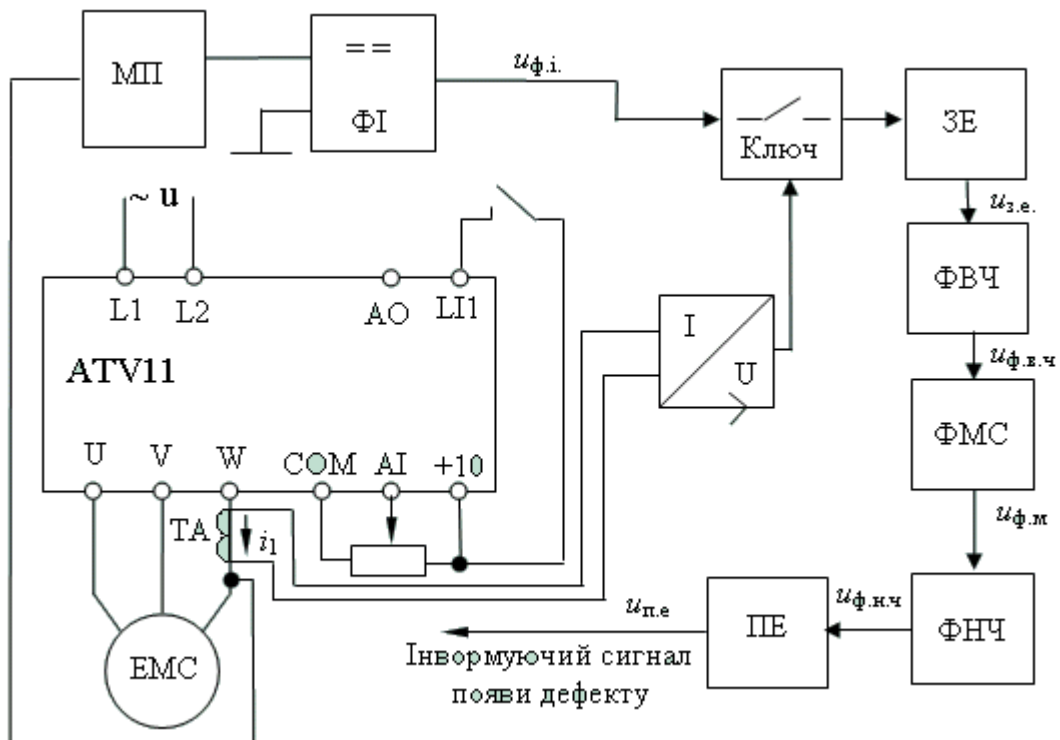 МП
==
ФІ
uф.і.
Ключ
ЗЕ
uз.е.
~ u
L1
L2
AO
LI1
ATV11
I
U
ФВЧ
uф.в.ч
U
V
W
COM
AI
+10
ФМС
uф.м
TA
i1
ЕМС
uп.е
ПЕ
uф.н.ч
ФНЧ
Інвормуючий сигнал
появи дефекту